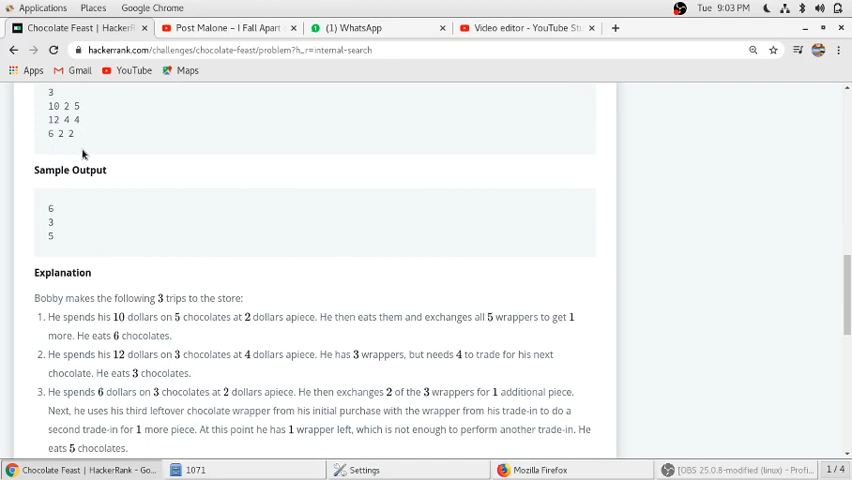 Applications Places Google Chrome Tue 9:03 PM
Chocolate Feast | HackerR Post Malone – I Fall Apart (1) WhatsApp Video editor - YouTube St
hackerrank.com/challenges/chocolate-feast/problem?h_r=internal-search
Apps Gmail YouTube Maps
3
10 2 5
12 4 4
6 2 2
Sample Output
6
3
5
Explanation
Bobby makes the following 3 trips to the store:
1. He spends his 10 dollars on 5 chocolates at 2 dollars apiece. He then eats them and exchanges all 5 wrappers to get 1
more. He eats 6 chocolates.
2. He spends his 12 dollars on 3 chocolates at 4 dollars apiece. He has 3 wrappers, but needs 4 to trade for his next
chocolate. He eats 3 chocolates.
3. He spends 6 dollars on 3 chocolates at 2 dollars apiece. He then exchanges 2 of the 3 wrappers for 1 additional piece.
Next, he uses his third leftover chocolate wrapper from his initial purchase with the wrapper from his trade-in to do a
second trade-in for 1 more piece. At this point he has 1 wrapper left, which is not enough to perform another trade-in. He
eats 5 chocolates.
Chocolate Feast | HackerRank - Go... 1071 Settings Mozilla Firefox [OBS 25.0.8-modified (linux) - Profi... 1 / 4